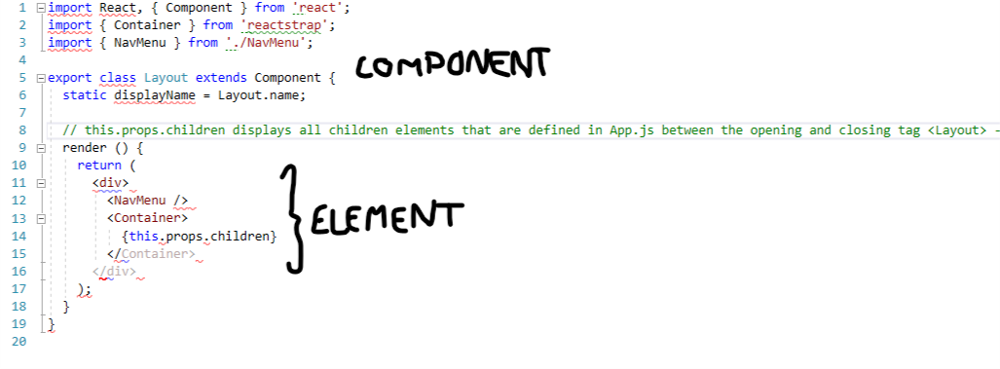 1 import React, { Component } from 'react';
2 import { Container } from 'reactstrap';
3 import { NavMenu } from './NavMenu';
4
COMPONENT
5 export class Layout extends Component {
6 static displayName = Layout.name;
7
8 // this.props.children displays all children elements that are defined in App.js between the opening and closing tag <Layout> -
9 render () {
10 return (
11 <div>
12 <NavMenu />
13 <Container>
ELEMENT
14 {this.props.children}
15 </Container>
16 </div>
17 );
18 }
19 }
20